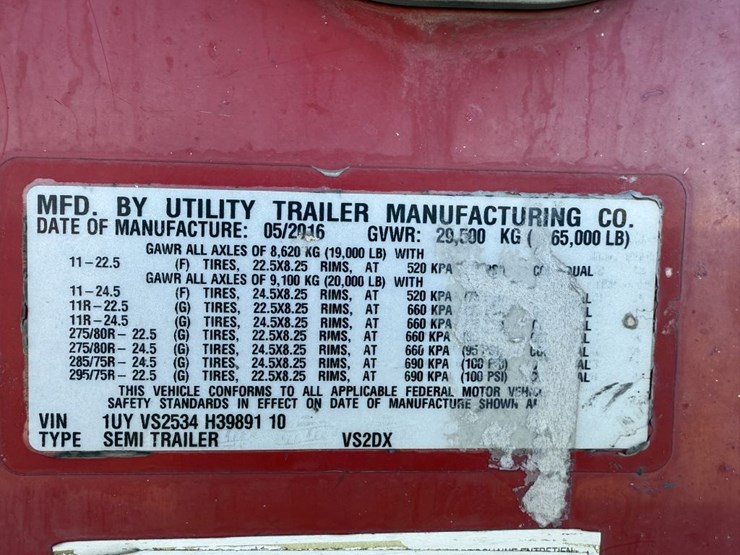 MFD. BY UTILITY TRAILER MANUFACTURING CO.
DATE OF MANUFACTURE: 05/2016 GVWR: 29,500 KG ( 65,000 LB)
GAWR ALL AXLES OF 8,620 KG (19,000 LB) WITH
11-22.5 (F) TIRES, 22.5X8.25 RIMS, AT 520 KPA
GAWR ALL AXLES OF 9,100 KG (20,000 LB) WITH
11-24.5 (F) TIRES, 24.5X8.25 RIMS, AT 520 KPA
11R-22.5 (G) TIRES, 22.5X8.25 RIMS, AT 660 KPA
11R-24.5 (G) TIRES, 24.5X8.25 RIMS, AT 660 KPA
275/80R-22.5 (G) TIRES, 22.5X8.25 RIMS, AT 660 KPA
275/80R-24.5 (G) TIRES, 24.5X8.25 RIMS, AT 660 KPA
285/75R-24.5 (G) TIRES, 24.5X8.25 RIMS, AT 690 KPA (100 PSI)
295/75R-22.5 (G) TIRES, 22.5X8.25 RIMS, AT 690 KPA (100 PSI)
THIS VEHICLE CONFORMS TO ALL APPLICABLE FEDERAL MOTOR
SAFETY STANDARDS IN EFFECT ON DATE OF MANUFACTURE SHOWN
VIN 1UY VS2534 H39891 10
TYPE SEMI TRAILER VS2DX